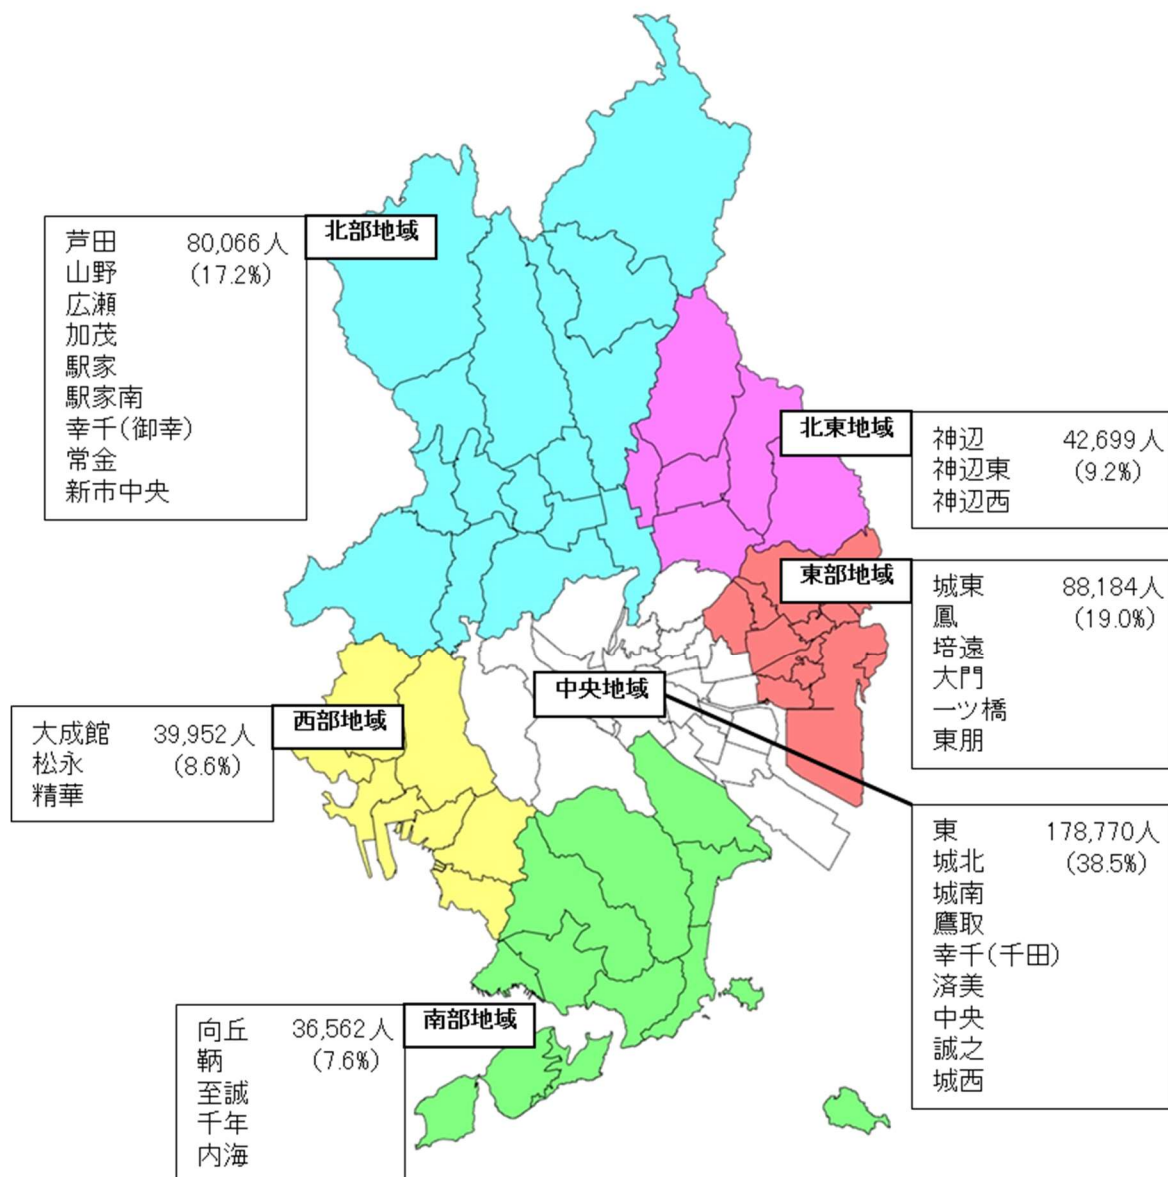 北部地域
芦田 80,066人
山野 (17.2%)
広瀬
加茂
駅家
駅家南
幸千(御幸)
常金
新市中央
北東地域
神辺 42,699人
神辺東 (9.2%)
神辺西
東部地域
城東 88,184人
鳳 (19.0%)
培遠
大門
一ツ橋
東朋
中央地域
東 178,770人
城北 (38.5%)
城南
鷹取
幸千(千田)
済美
中央
誠之
城西
西部地域
大成館 39,952人
松永 (8.6%)
精華
南部地域
向丘 36,562人
鞆 (7.6%)
至誠
千年
内海